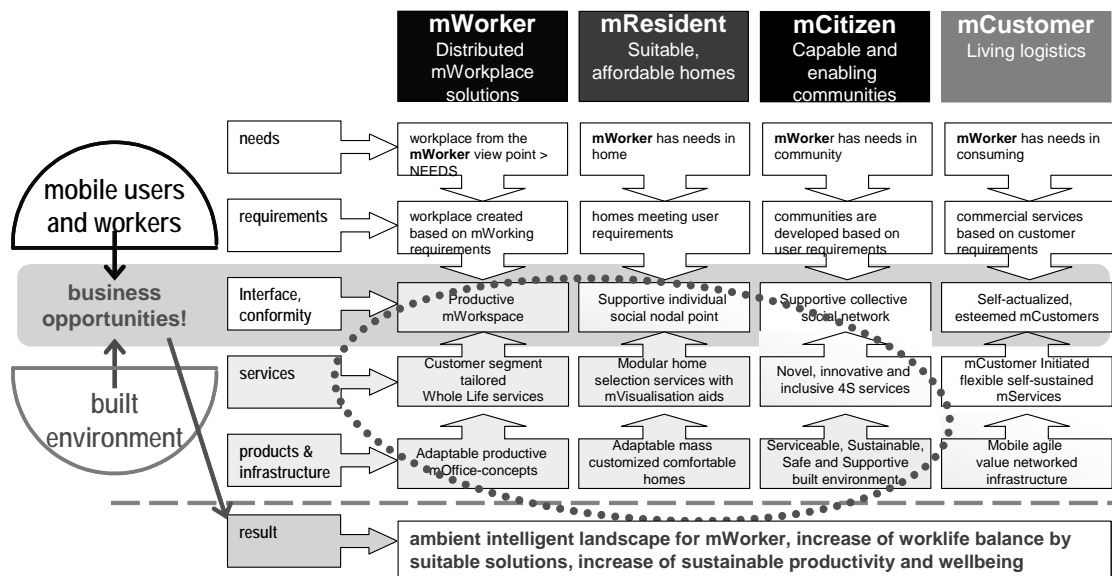 mWorker
Distributed
mWorkplace
solutions
mResident
Suitable,
affordable homes
mCitizen
Capable and
enabling
communities
mCustomer
Living logistics
needs
workplace from the
mWorker view point >
NEEDS
mWorker has needs in
home
mWorker has needs in
community
mWorker has needs in
consuming
mobile users
and workers
requirements
workplace created
based on mWorking
requirements
homes meeting user
requirements
communities are
developed based on
user requirements
commercial services
based on customer
requirements
business
opportunities!
Interface,
conformity
Productive
mWorkspace
Supportive individual
social nodal point
Supportive collective
social network
Self-actualized,
esteemed mCustomers
built
environment
services
Customer segment
tailored
Whole Life services
Modular home
selection services with
mVisualisation aids
Novel, innovative and
inclusive 4S services
mCustomer Initiated
flexible self-sustained
mServices
products &
infrastructure
Adaptable productive
mOffice-concepts
Adaptable mass
customized comfortable
homes
Serviceable, Sustainable,
Safe and Supportive
built environment
Mobile agile
value networked
infrastructure
result
ambient intelligent landscape for mWorker, increase of worklife balance by
suitable solutions, increase of sustainable productivity and wellbeing